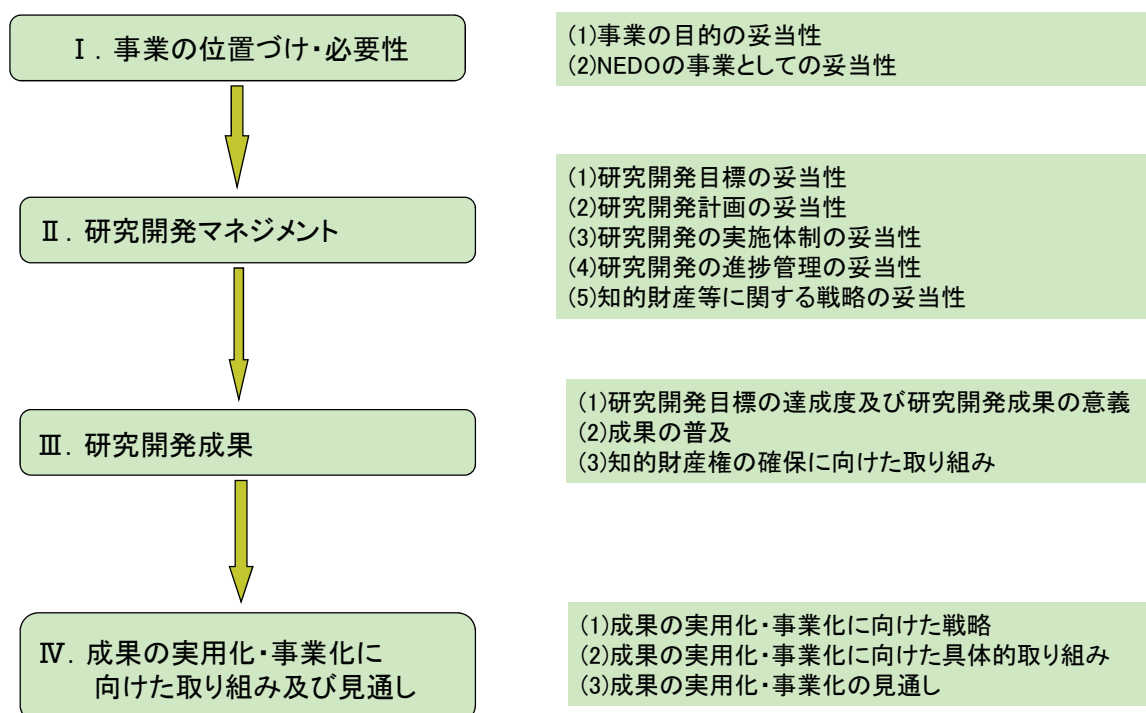 Ⅰ．事業の位置づけ・必要性
(1)事業の目的の妥当性
(2)NEDOの事業としての妥当性
Ⅱ．研究開発マネジメント
(1)研究開発目標の妥当性
(2)研究開発計画の妥当性
(3)研究開発の実施体制の妥当性
(4)研究開発の進捗管理の妥当性
(5)知的財産等に関する戦略の妥当性
Ⅲ．研究開発成果
(1)研究開発目標の達成度及び研究開発成果の意義
(2)成果の普及
(3)知的財産権の確保に向けた取り組み
Ⅳ．成果の実用化・事業化に
向けた取り組み及び見通し
(1)成果の実用化・事業化に向けた戦略
(2)成果の実用化・事業化に向けた具体的取り組み
(3)成果の実用化・事業化の見通し